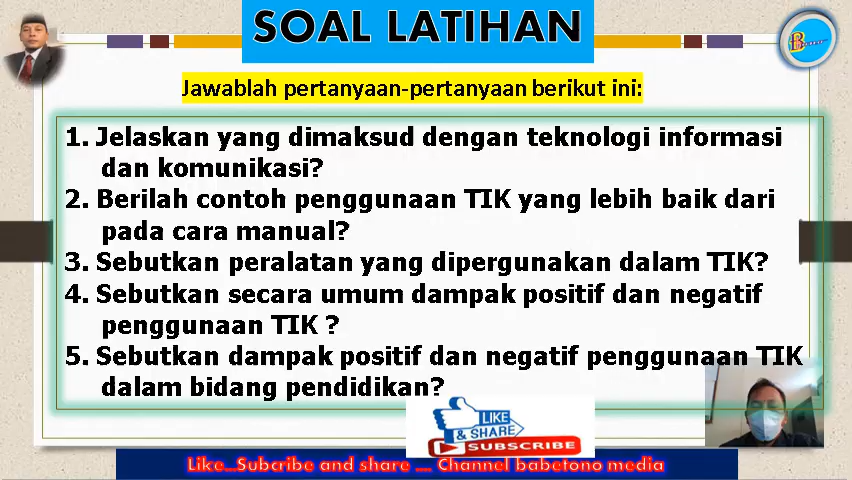 SOAL LATIHAN
Jawablah pertanyaan-pertanyaan berikut ini:
1. Jelaskan yang dimaksud dengan teknologi informasi
dan komunikasi?
2. Berilah contoh penggunaan TIK yang lebih baik dari
pada cara manual?
3. Sebutkan peralatan yang dipergunakan dalam TIK?
4. Sebutkan secara umum dampak positif dan negatif
penggunaan TIK ?
5. Sebutkan dampak positif dan negatif penggunaan TIK
dalam bidang pendidikan?
LIKE
& SHARE
SUBSCRIBE
Like...Subcribe and share .... Channel babetono media